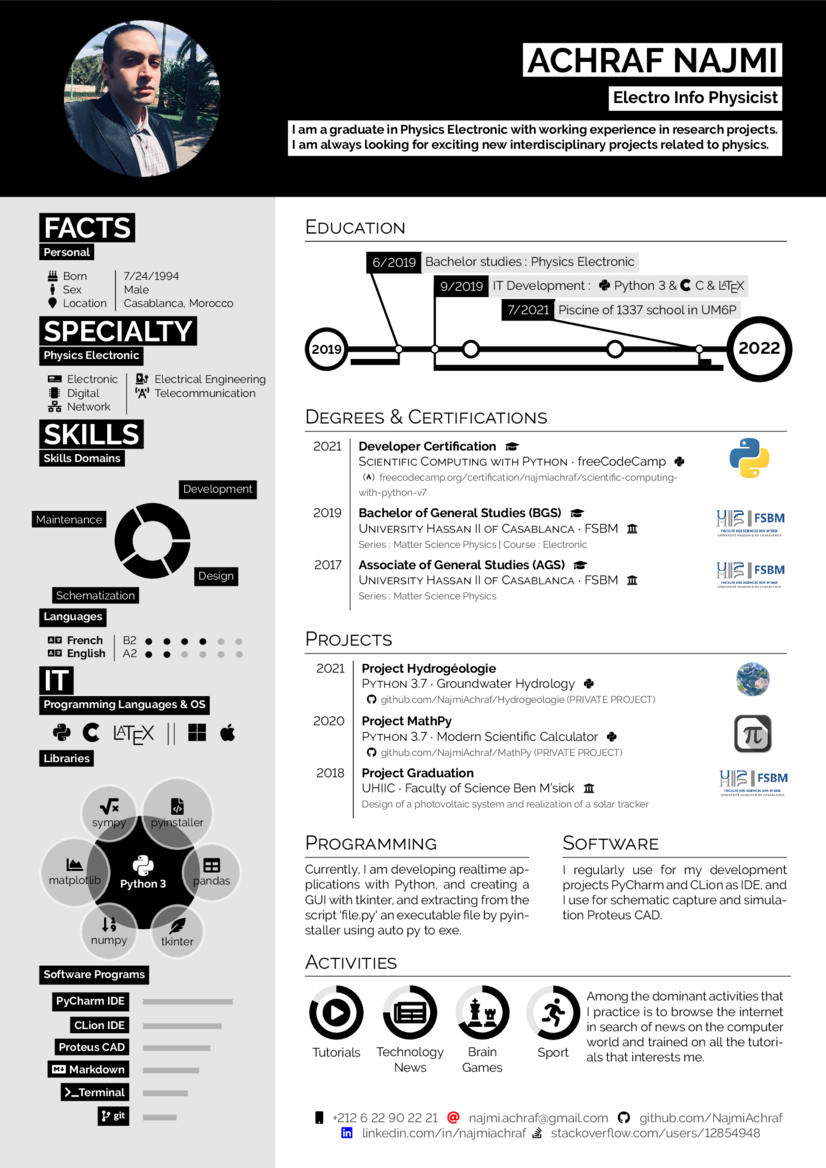 ACHRAF NAJMI
Electro Info Physicist
I am a graduate in Physics Electronic with working experience in research projects.
I am always looking for exciting new interdisciplinary projects related to physics.
FACTS
Personal
Born 7/24/1994
Sex Male
Location Casablanca, Morocco
SPECIALTY
Physics Electronic
Electronic Electrical Engineering
Digital Telecommunication
Network
SKILLS
Skills Domains
Development
Maintenance
Design
Schematization
Languages
French B2
English A2
IT
Programming Languages & OS
LATEX
Libraries
sympy pyinstaller
matplotlib Python 3 pandas
numpy tkinter
Software Programs
PyCharm IDE
CLion IDE
Proteus CAD
Markdown
>_Terminal
git
EDUCATION
6/2019 Bachelor studies : Physics Electronic
9/2019 IT Development : Python 3 & C & LATEX
7/2021 Piscine of 1337 school in UM6P
2019 2022
DEGREES & CERTIFICATIONS
2021 Developer Certification
SCIENTIFIC COMPUTING WITH PYTHON · freeCodeCamp
freecodecamp.org/certification/najmiachraf/scientific-computing-
with-python-v7
2019 Bachelor of General Studies (BGS)
UNIVERSITY HASSAN II OF CASABLANCA · FSBM
FSBM
Series : Matter Science Physics | Course : Electronic
2017 Associate of General Studies (AGS)
UNIVERSITY HASSAN II OF CASABLANCA · FSBM
FSBM
Series : Matter Science Physics
PROJECTS
2021 Project Hydrogéologie
PYTHON 3.7 · Groundwater Hydrology
github.com/NajmiAchraf/Hydrogeologie (PRIVATE PROJECT)
2020 Project MathPy
PYTHON 3.7 · Modern Scientific Calculator
π
github.com/NajmiAchraf/MathPy (PRIVATE PROJECT)
2018 Project Graduation
UHIIC · Faculty of Science Ben M'sick
FSBM
Design of a photovoltaic system and realization of a solar tracker
PROGRAMMING
Currently, I am developing realtime ap-
plications with Python, and creating a
GUI with tkinter, and extracting from the
script 'file.py' an executable file by pyin-
staller using auto py to exe.
SOFTWARE
I regularly use for my development
projects PyCharm and CLion as IDE, and
I use for schematic capture and simula-
tion Proteus CAD.
ACTIVITIES
Tutorials
Technology
News
Brain
Games
Sport
Among the dominant activities that
I practice is to browse the internet
in search of news on the computer
world and trained on all the tutori-
als that interests me.
+212 6 22 90 22 21 najmi.achraf@gmail.com github.com/NajmiAchraf
linkedin.com/in/najmiachraf stackoverflow.com/users/12854948